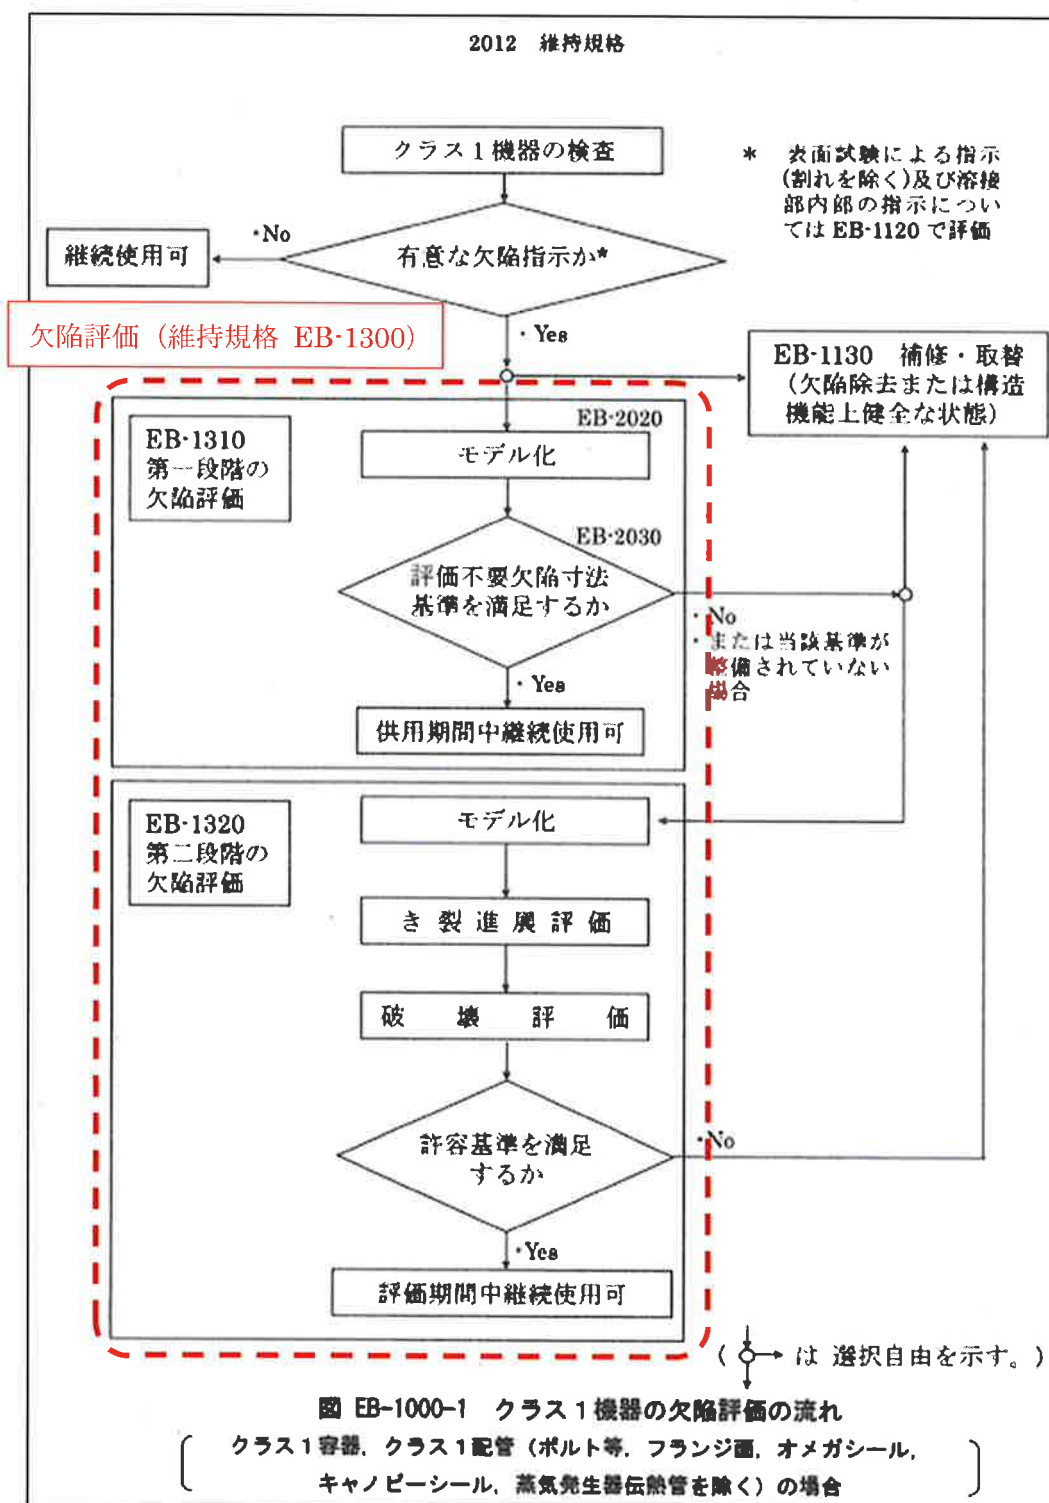 2012 維持規格
クラス1機器の検査
* 表面試験による指示
(割れを除く)及び溶接
部内部の指示につい
ては EB-1120 で評価
・No
継続使用可
有意な欠陥指示か*
欠陥評価（維持規格 EB-1300）
・Yes
EB-1130 補修・取替
(欠陥除去または構造
機能上健全な状態)
EB-1310
第一段階の
欠陥評価
EB-2020
モデル化
EB-2030
評価不要欠陥寸法
基準を満足するか
・No
・または当該基準が
整備されていない
場合
・Yes
供用期間中継続使用可
EB-1320
第二段階の
欠陥評価
モデル化
き裂進展評価
破壊評価
許容基準を満足
するか
・No
・Yes
評価期間中継続使用可
( は 選択自由を示す。)
図 EB-1000-1 クラス1機器の欠陥評価の流れ
クラス1容器，クラス1配管（ボルト等，フランジ面，オメガシール，
キャノピーシール，蒸気発生器伝熱管を除く）の場合